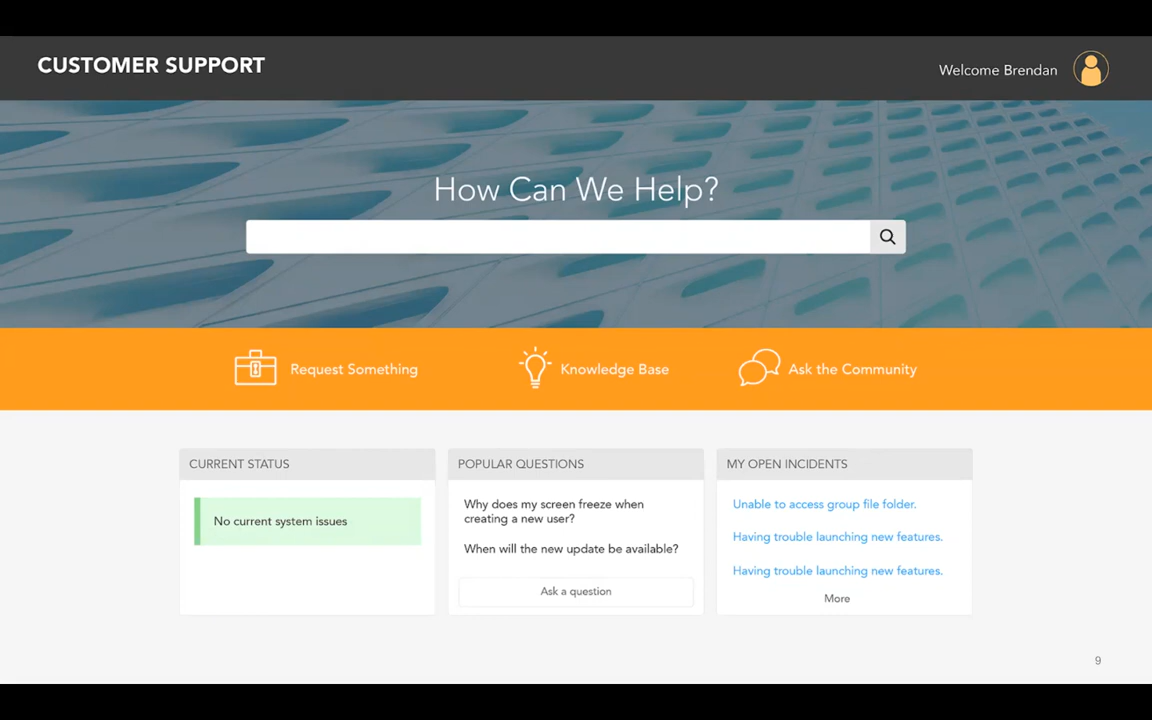 CUSTOMER SUPPORT
Welcome Brendan
How Can We Help?
Request Something
Knowledge Base
Ask the Community
CURRENT STATUS
No current system issues
POPULAR QUESTIONS
Why does my screen freeze when
creating a new user?
When will the new update be available?
Ask a question
MY OPEN INCIDENTS
Unable to access group file folder.
Having trouble launching new features.
Having trouble launching new features.
More
9